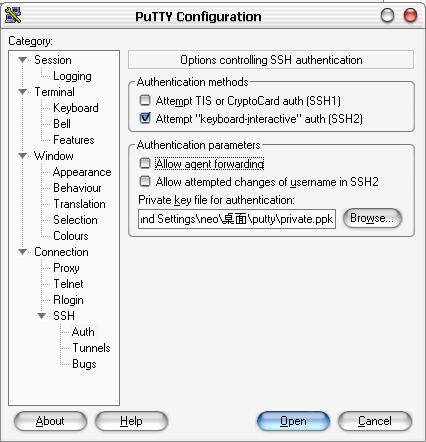 PuTTY Configuration
Category:
Session
Logging
Terminal
Keyboard
Bell
Features
Window
Appearance
Behaviour
Translation
Selection
Colours
Connection
Proxy
Telnet
Rlogin
SSH
Auth
Tunnels
Bugs
Options controlling SSH authentication
Authentication methods
Attempt TIS or CryptoCard auth (SSH1)
Attempt "keyboard-interactive" auth (SSH2)
Authentication parameters
Allow agent forwarding
Allow attempted changes of username in SSH2
Private key file for authentication:
nd Settings\neo\桌面\putty\private.ppk
Browse...
About
Help
Open
Cancel